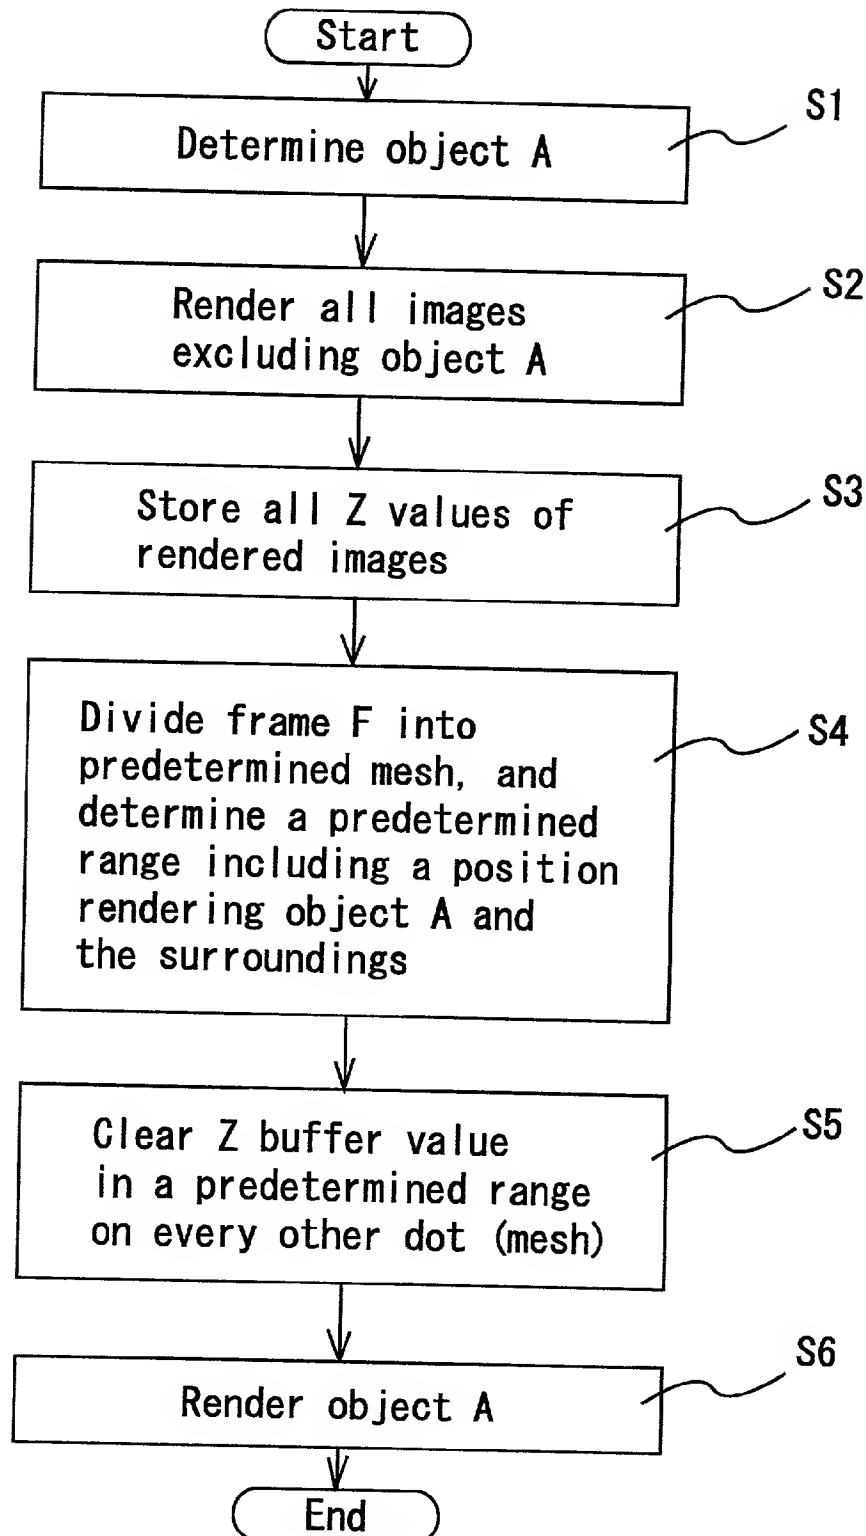 Start
S1
Determine object A
S2
Render all images
excluding object A
S3
Store all Z values of
rendered images
S4
Divide frame F into
predetermined mesh, and
determine a predetermined
range including a position
rendering object A and
the surroundings
S5
Clear Z buffer value
in a predetermined range
on every other dot (mesh)
S6
Render object A
End